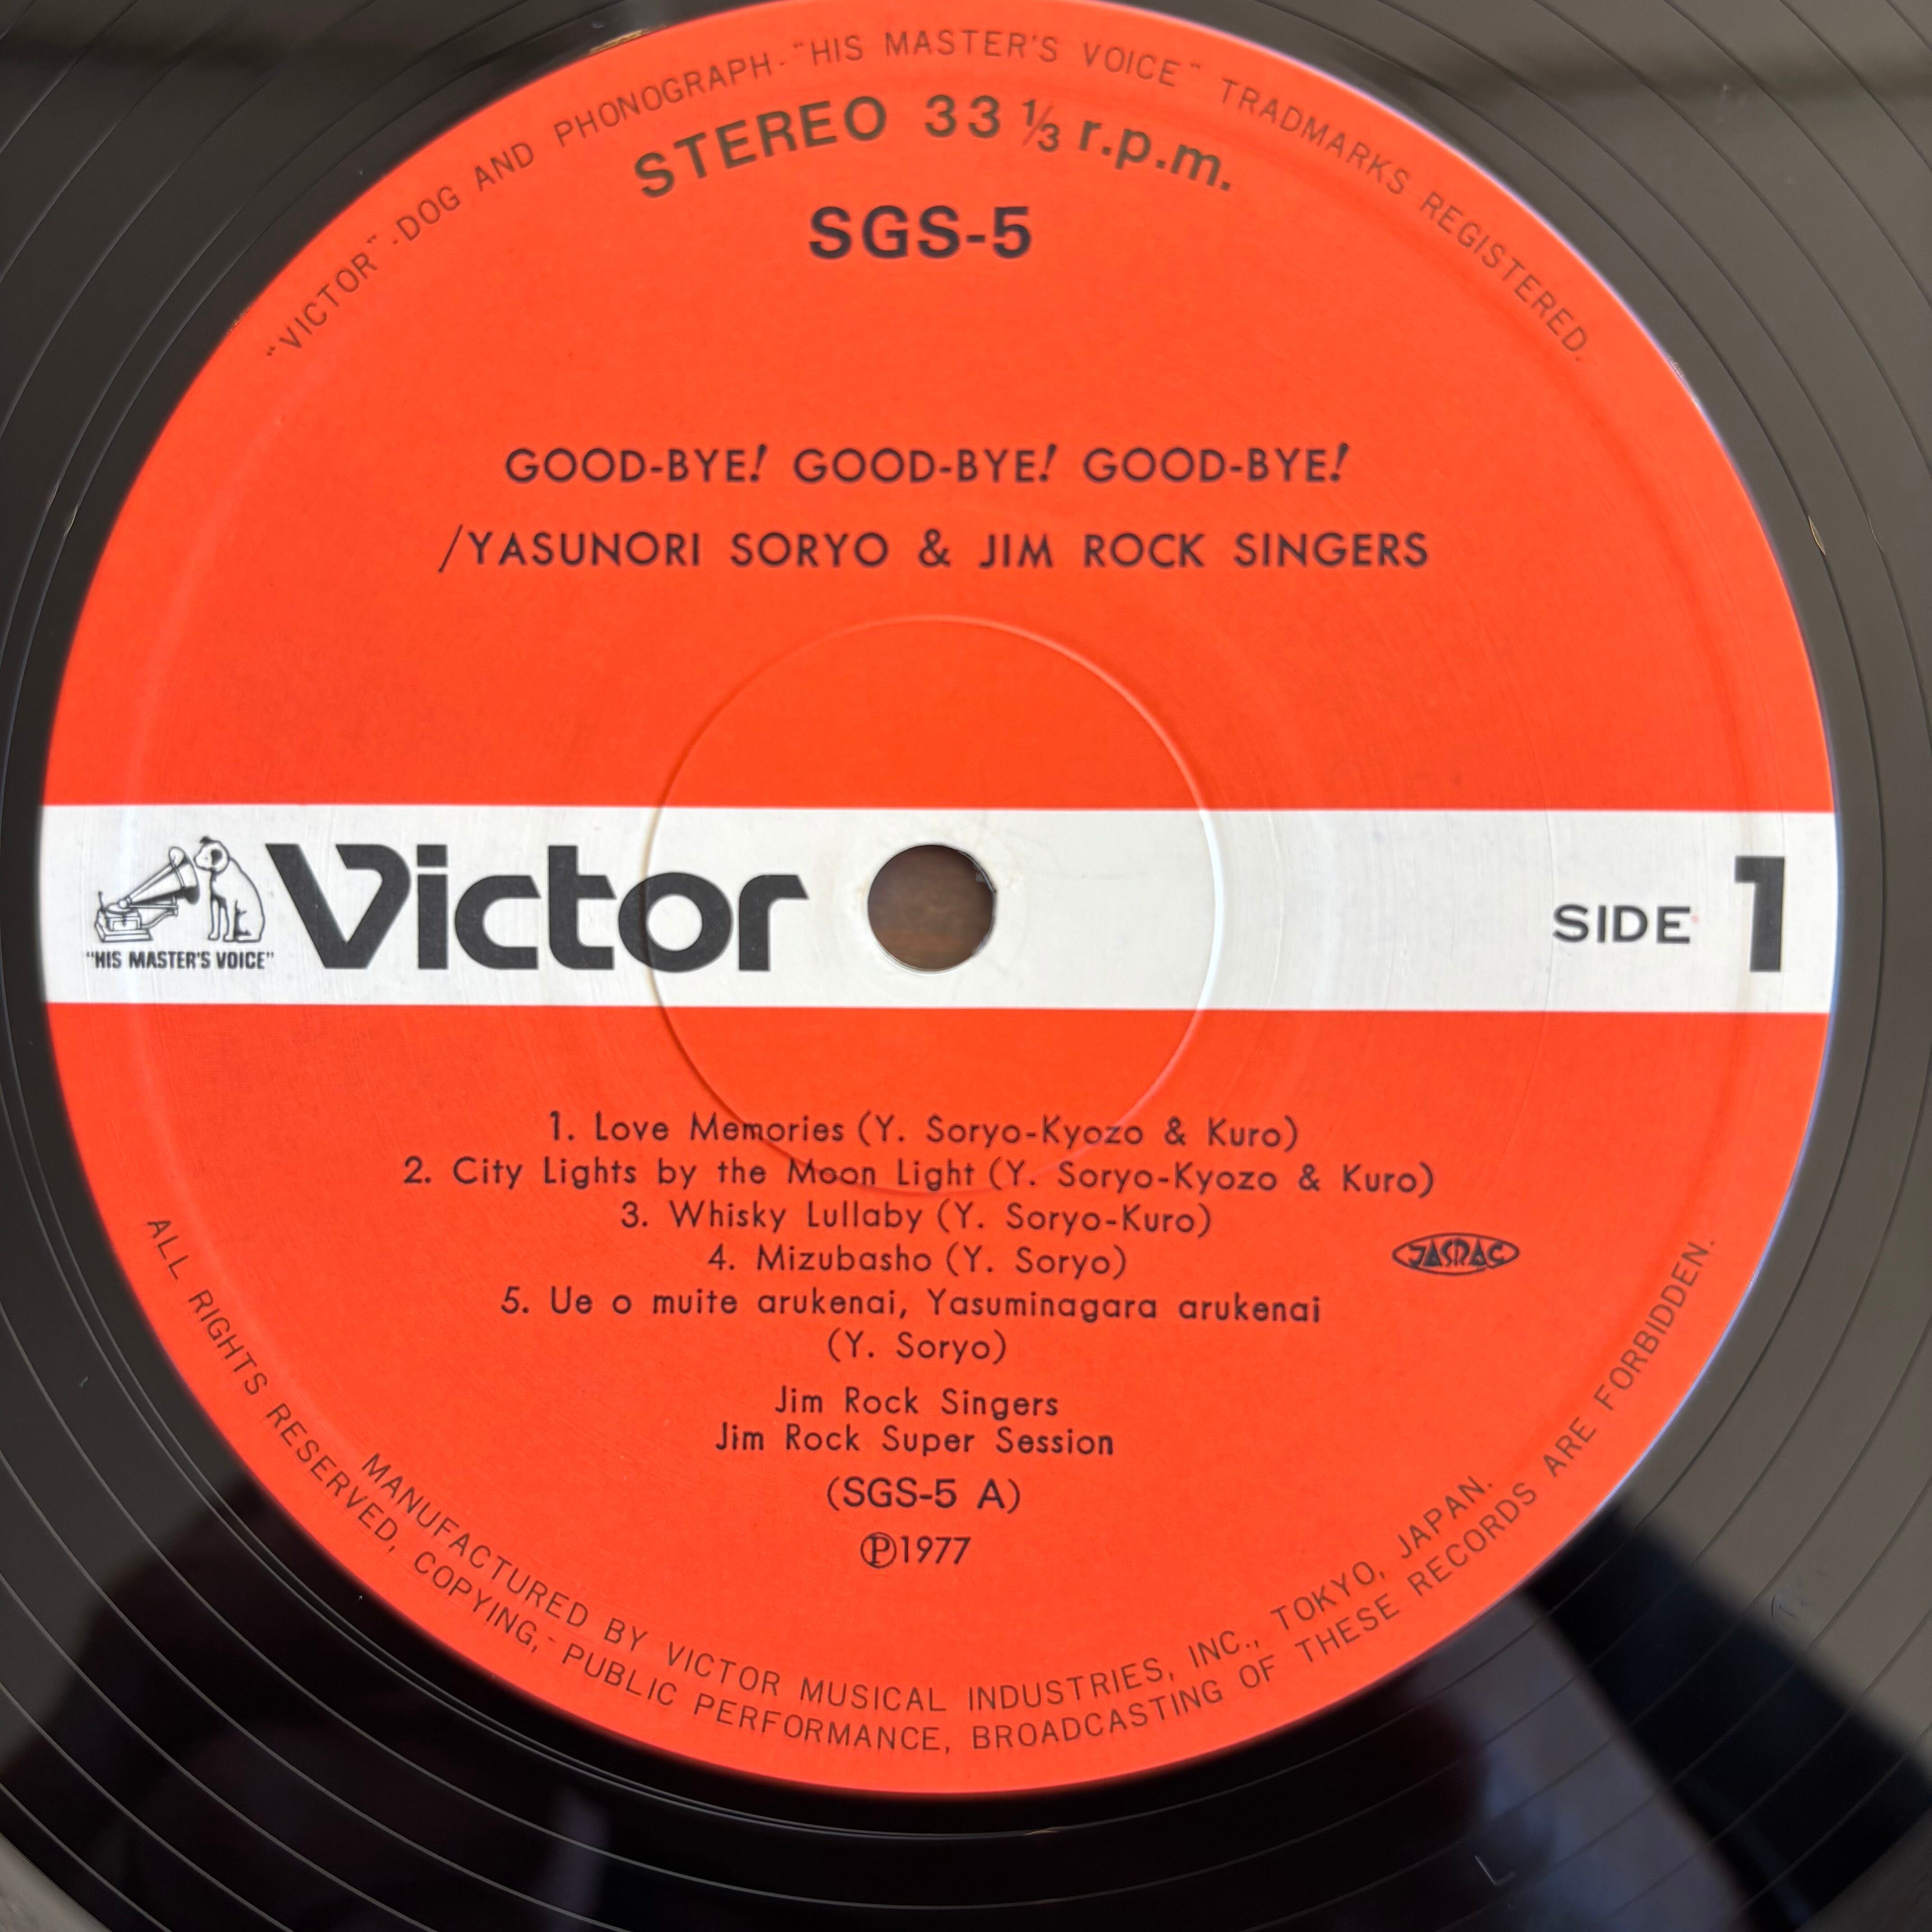 "VICTOR"-DOG AND PHONOGRAPH-"HIS MASTER'S VOICE" TRADMARKS REGISTERED.
STEREO 33 1/3 r.p.m.
SGS-5
GOOD-BYE! GOOD-BYE! GOOD-BYE!
/YASUNORI SORYO & JIM ROCK SINGERS
"HIS MASTER'S VOICE"
Victor
SIDE 1
1. Love Memories (Y. Soryo-Kyozo & Kuro)
2. City Lights by the Moon Light (Y. Soryo-Kyozo & Kuro)
3. Whisky Lullaby (Y. Soryo-Kuro)
4. Mizubasho (Y. Soryo)
JASRAC
5. Ue o muite arukenai, Yasuminagara arukenai
(Y. Soryo)
Jim Rock Singers
Jim Rock Super Session
(SGS-5 A)
℗1977
MANUFACTURED BY VICTOR MUSICAL INDUSTRIES, INC., TOKYO, JAPAN.
ALL RIGHTS RESERVED, COPYING, PUBLIC PERFORMANCE, BROADCASTING OF THESE RECORDS ARE FORBIDDEN.